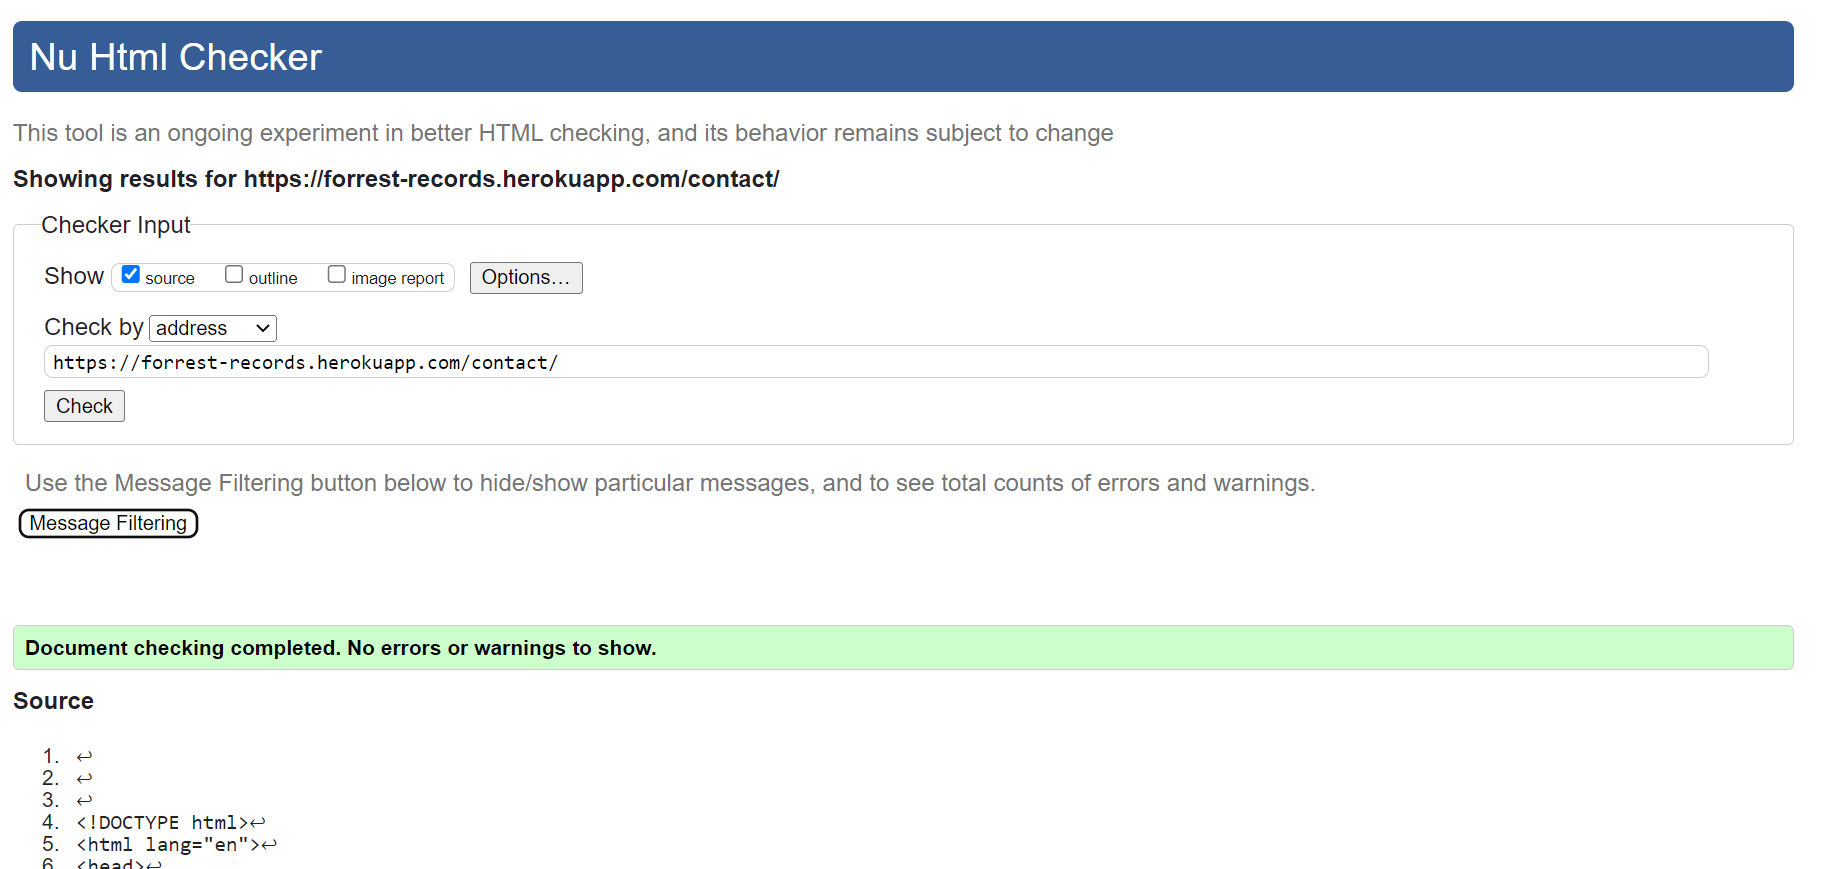 Nu Html Checker
This tool is an ongoing experiment in better HTML checking, and its behavior remains subject to change
Showing results for https://forrest-records.herokuapp.com/contact/
Checker Input
Show source outline image report Options...
Check by address
https://forrest-records.herokuapp.com/contact/
Check
Use the Message Filtering button below to hide/show particular messages, and to see total counts of errors and warnings.
Message Filtering
Document checking completed. No errors or warnings to show.
Source
1. ↩
2. ↩
3. ↩
4. <!DOCTYPE html>↩
5. <html lang="en">↩
6. <head>↩